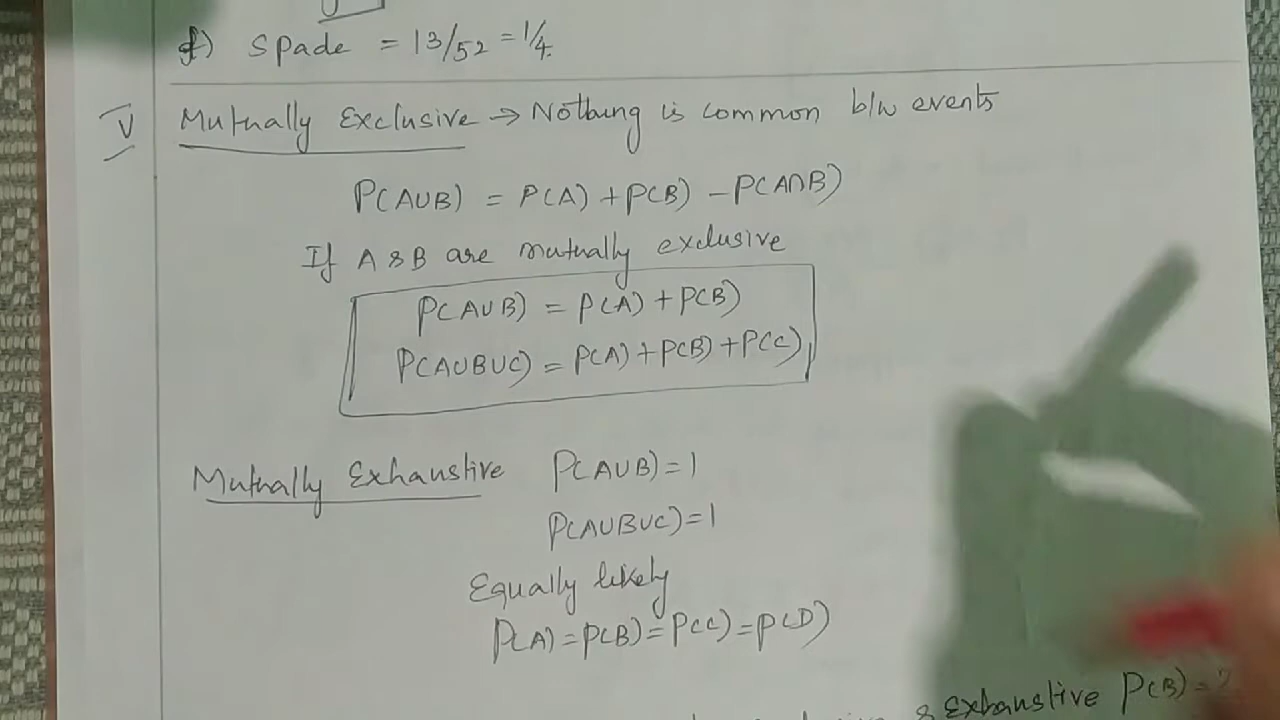 f) Spade = 13/52 = 1/4.
V Mutually Exclusive → Nothing is common b/w events
P(A∪B) = P(A) + P(B) - P(A∩B)
If A & B are mutually exclusive
P(A∪B) = P(A) + P(B)
P(A∪B∪C) = P(A) + P(B) + P(C)
Mutually Exhaustive P(A∪B) = 1
P(A∪B∪C) = 1
Equally likely
P(A) = P(B) = P(C) = P(D)
& Exhaustive P(B) =